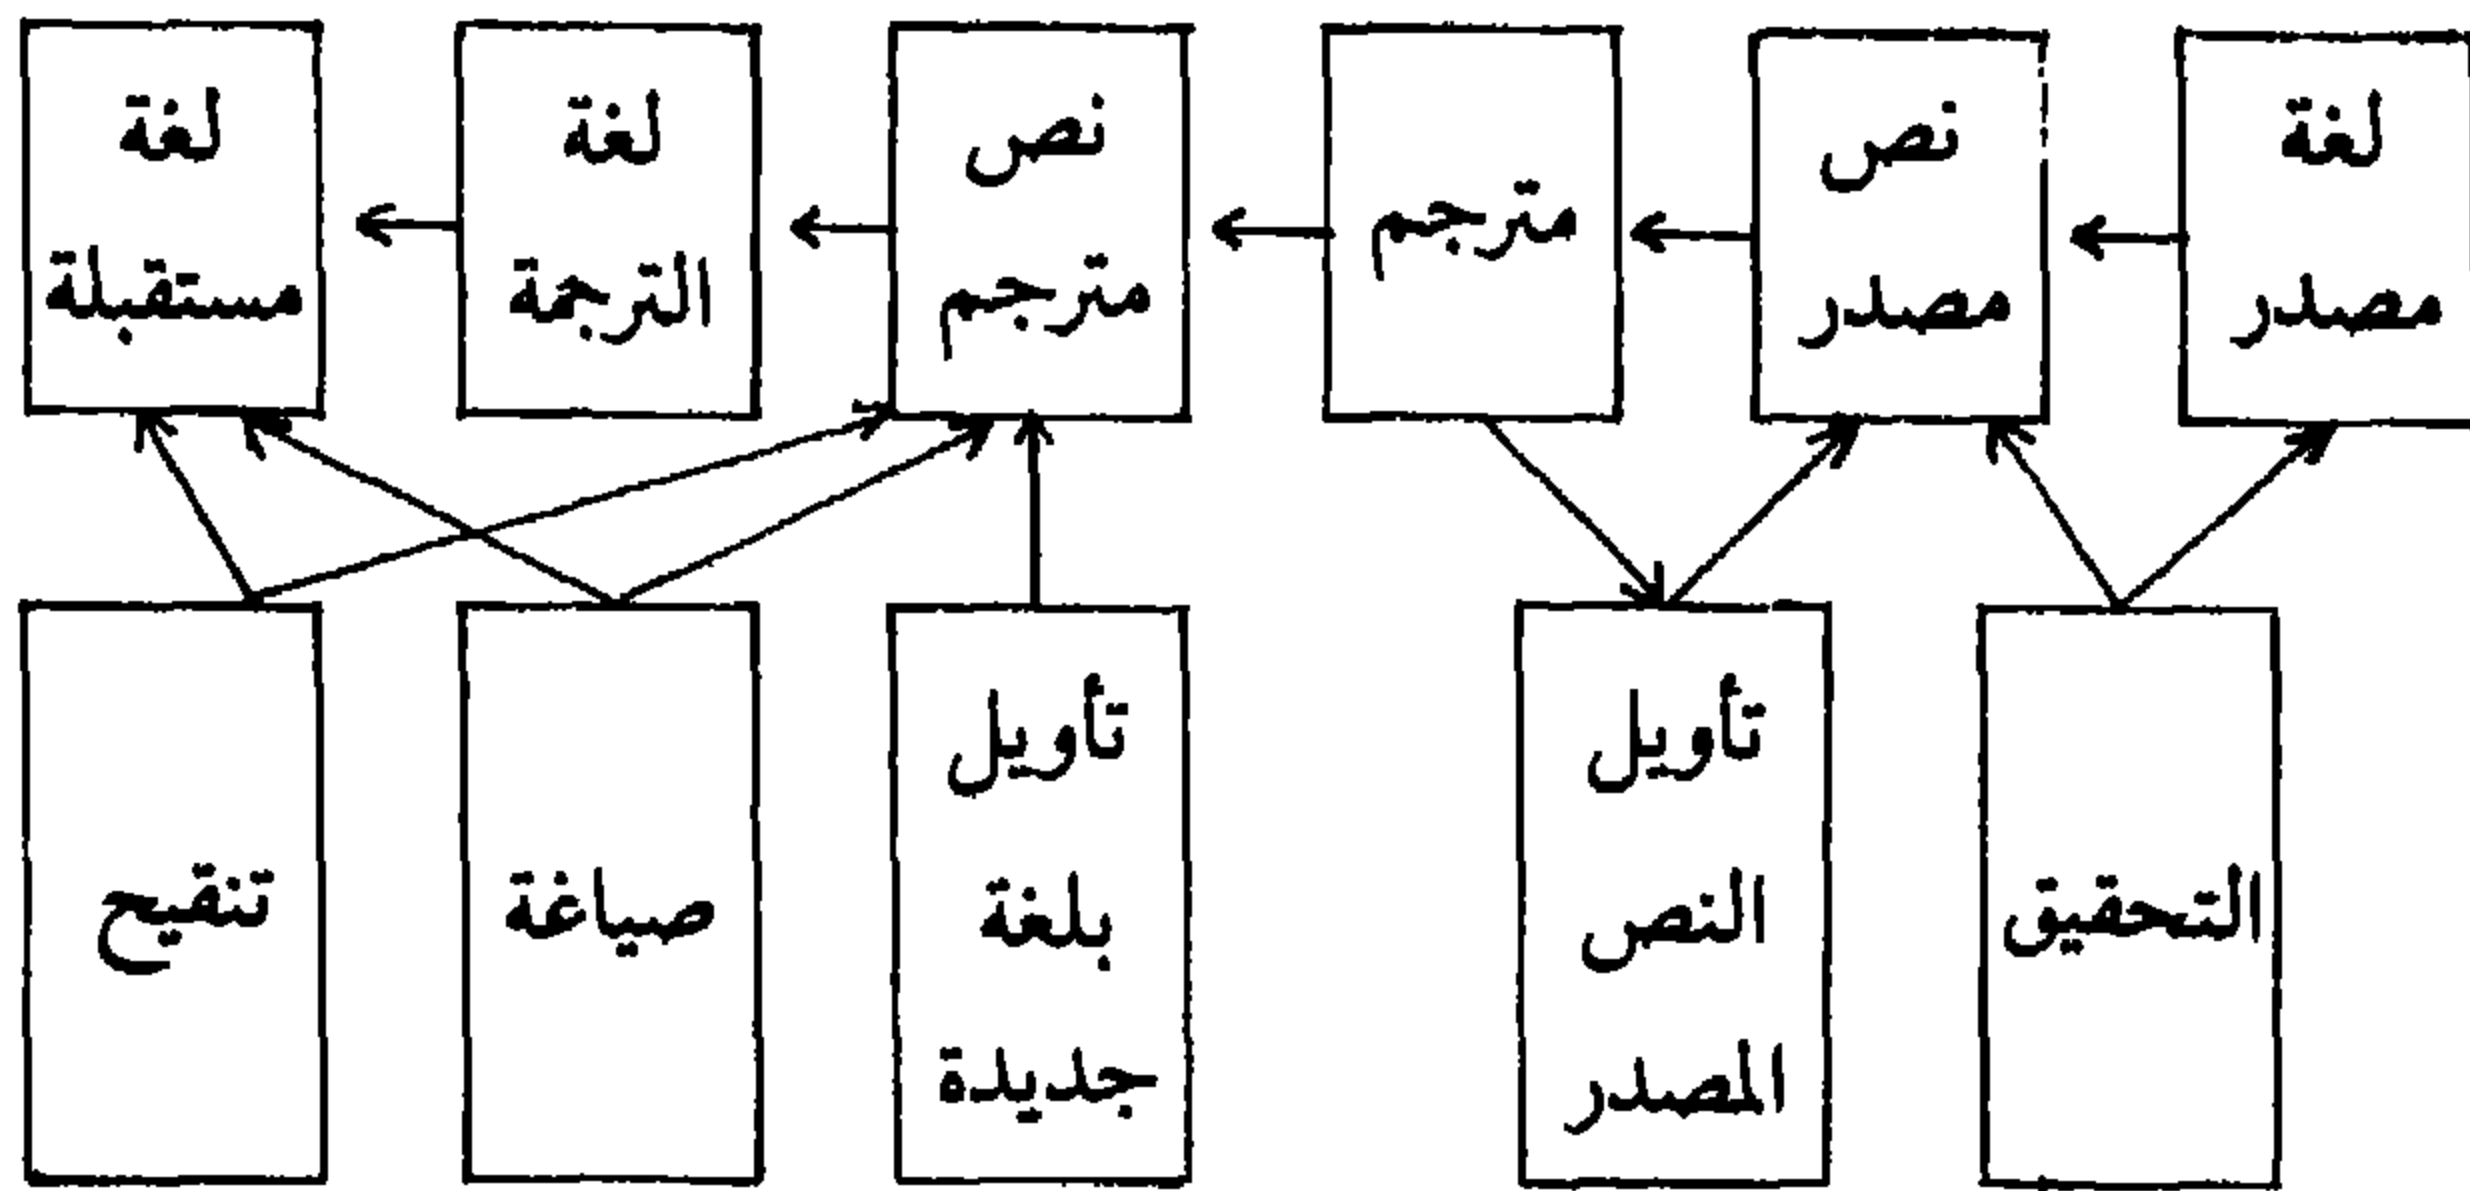 لغة
مصدر
نص
مصدر
مترجم
نص
مترجم
لغة
الترجمة
لغة
مستقبلة
التحقيق
تأويل
النص
المصدر
تأويل
بلغة
جديدة
صياغة
تنقيح